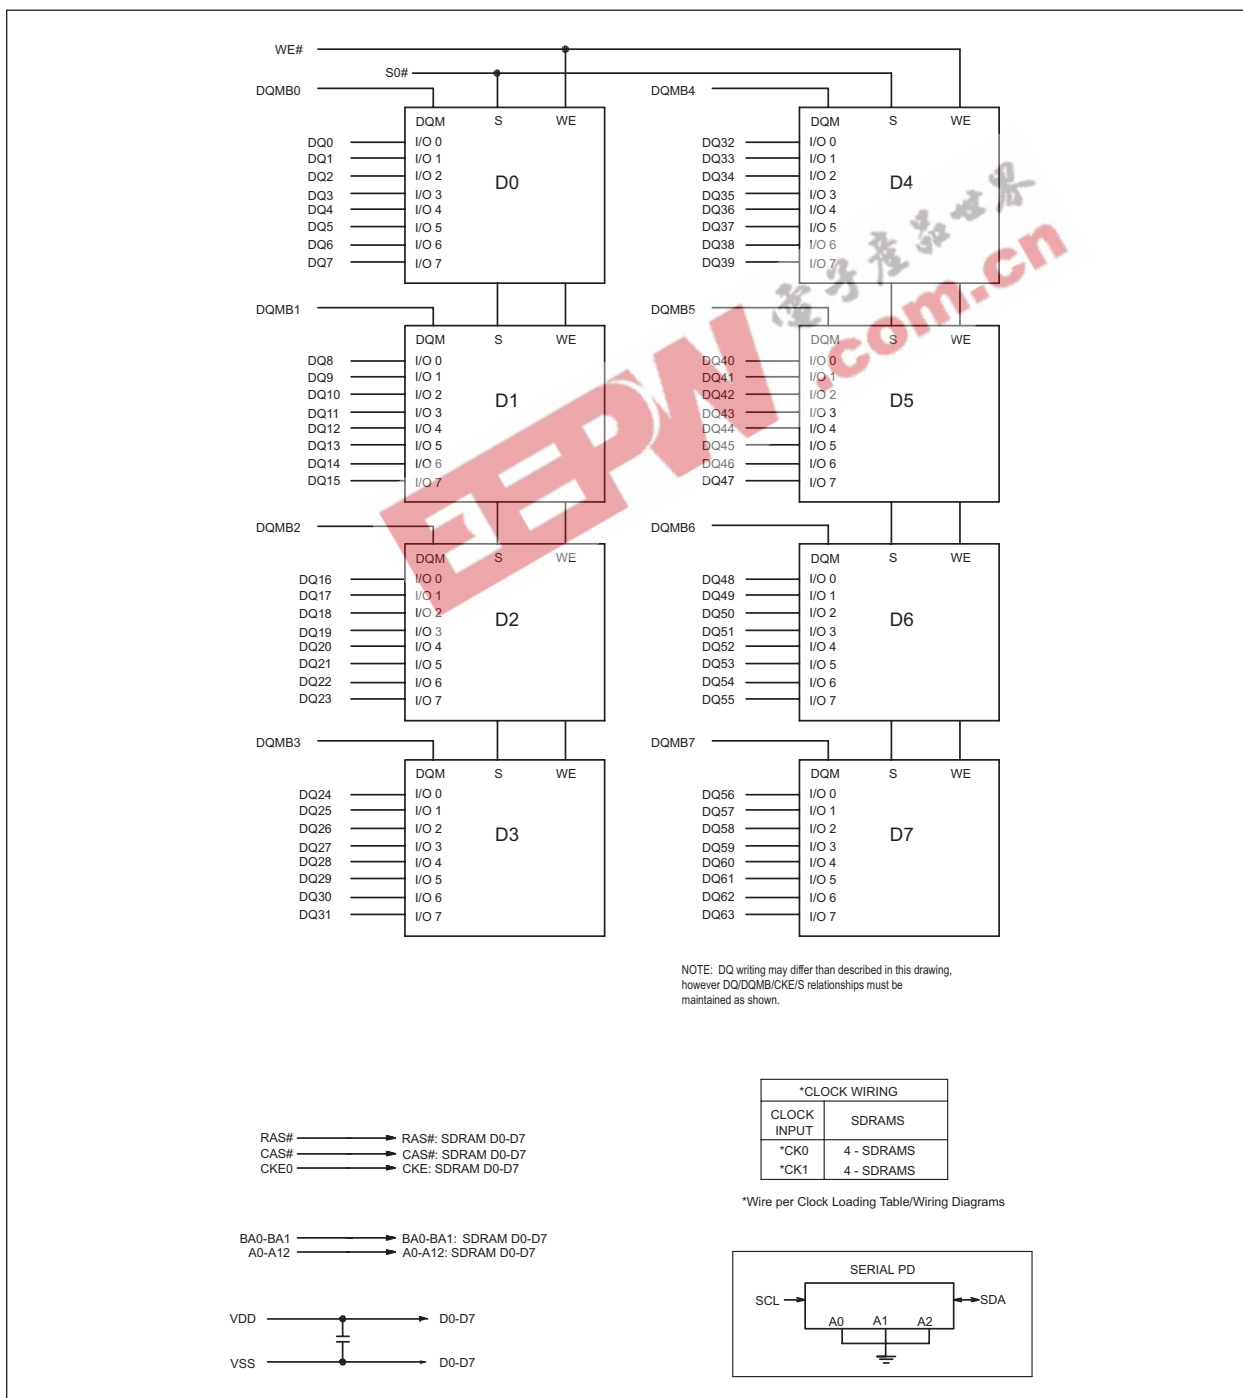 WE#
S0#
DQMB0
DQM S WE
DQ0 I/O 0
DQ1 I/O 1
DQ2 I/O 2
DQ3 I/O 3
DQ4 I/O 4
DQ5 I/O 5
DQ6 I/O 6
DQ7 I/O 7
D0
DQMB4
DQM S WE
DQ32 I/O 0
DQ33 I/O 1
DQ34 I/O 2
DQ35 I/O 3
DQ36 I/O 4
DQ37 I/O 5
DQ38 I/O 6
DQ39 I/O 7
D4
DQMB1
DQM S WE
DQ8 I/O 0
DQ9 I/O 1
DQ10 I/O 2
DQ11 I/O 3
DQ12 I/O 4
DQ13 I/O 5
DQ14 I/O 6
DQ15 I/O 7
D1
DQMB5
DQM S WE
DQ40 I/O 0
DQ41 I/O 1
DQ42 I/O 2
DQ43 I/O 3
DQ44 I/O 4
DQ45 I/O 5
DQ46 I/O 6
DQ47 I/O 7
D5
DQMB2
DQM S WE
DQ16 I/O 0
DQ17 I/O 1
DQ18 I/O 2
DQ19 I/O 3
DQ20 I/O 4
DQ21 I/O 5
DQ22 I/O 6
DQ23 I/O 7
D2
DQMB6
DQM S WE
DQ48 I/O 0
DQ49 I/O 1
DQ50 I/O 2
DQ51 I/O 3
DQ52 I/O 4
DQ53 I/O 5
DQ54 I/O 6
DQ55 I/O 7
D6
DQMB3
DQM S WE
DQ24 I/O 0
DQ25 I/O 1
DQ26 I/O 2
DQ27 I/O 3
DQ28 I/O 4
DQ29 I/O 5
DQ30 I/O 6
DQ31 I/O 7
D3
DQMB7
DQM S WE
DQ56 I/O 0
DQ57 I/O 1
DQ58 I/O 2
DQ59 I/O 3
DQ60 I/O 4
DQ61 I/O 5
DQ62 I/O 6
DQ63 I/O 7
D7
EEPW.com.cn
電子產品世界
NOTE: DQ writing may differ than described in this drawing,
however DQ/DQMB/CKE/S relationships must be
maintained as shown.
RAS# RAS#: SDRAM D0-D7
CAS# CAS#: SDRAM D0-D7
CKE0 CKE: SDRAM D0-D7
BA0-BA1 BA0-BA1: SDRAM D0-D7
A0-A12 A0-A12: SDRAM D0-D7
VDD D0-D7
VSS D0-D7
*CLOCK WIRING
CLOCK INPUT SDRAMS
*CK0 4 - SDRAMS
*CK1 4 - SDRAMS
*Wire per Clock Loading Table/Wiring Diagrams
SERIAL PD
SCL SDA
A0 A1 A2